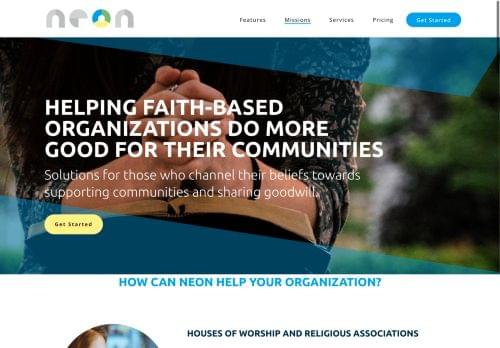 neon
Features
Missions
Services
Pricing
Get Started
HELPING FAITH-BASED
ORGANIZATIONS DO MORE
GOOD FOR THEIR COMMUNITIES
Solutions for those who channel their beliefs towards
supporting communities and sharing goodwill.
Get Started
HOW CAN NEON HELP YOUR ORGANIZATION?
HOUSES OF WORSHIP AND RELIGIOUS ASSOCIATIONS